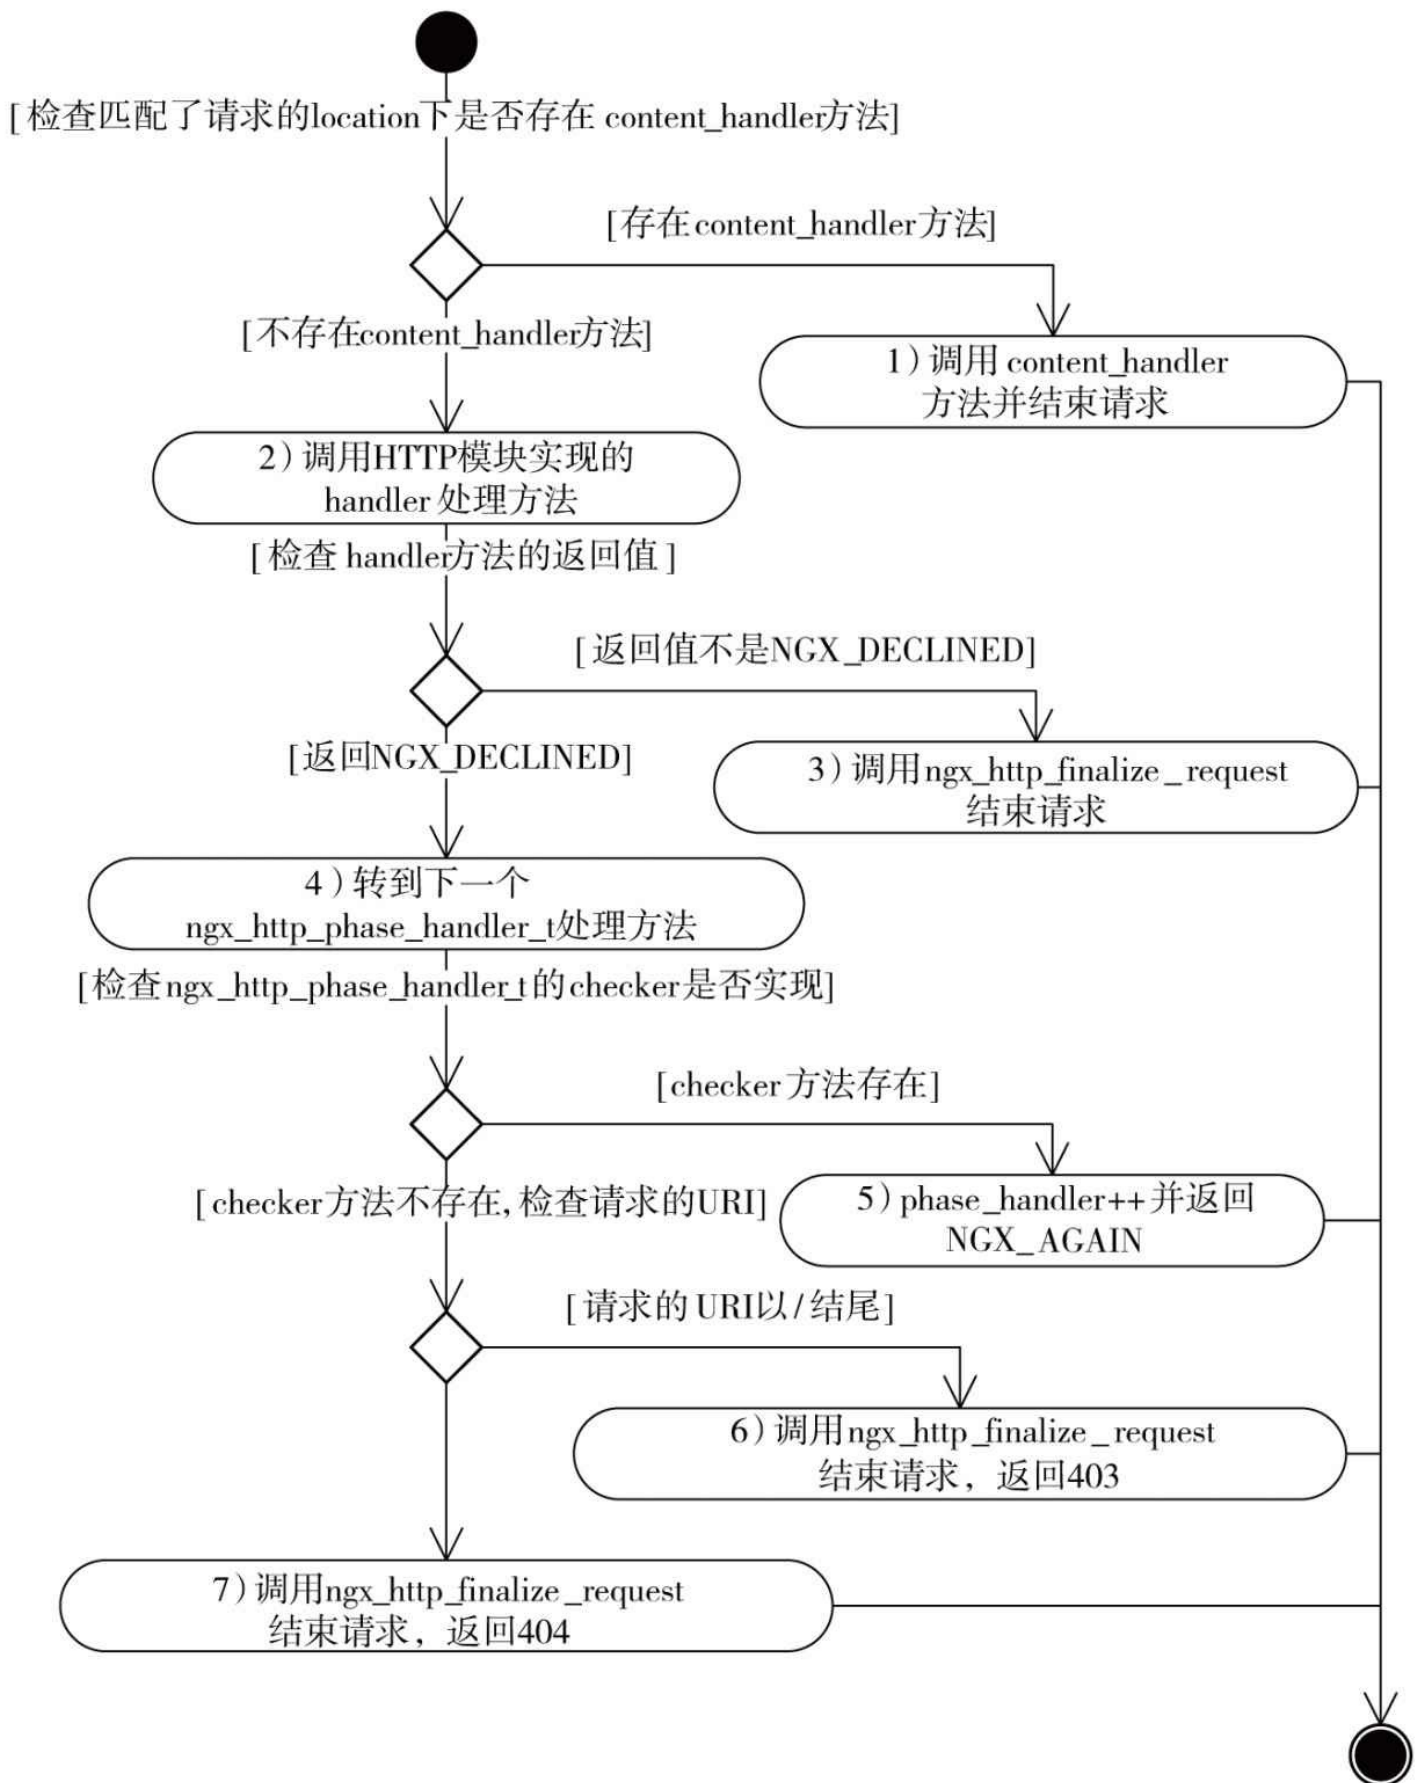 [检查匹配了请求的location下是否存在 content_handler方法]
[存在content_handler方法]
[不存在content_handler方法]
1)调用 content_handler
方法并结束请求
2)调用HTTP模块实现的
handler 处理方法
[检查 handler方法的返回值]
[返回值不是NGX_DECLINED]
[返回NGX_DECLINED]
3)调用ngx_http_finalize_request
结束请求
4)转到下一个
ngx_http_phase_handler_t处理方法
[检查ngx_http_phase_handler_t的checker是否实现]
[checker 方法存在]
[checker 方法不存在, 检查请求的URI]
5)phase_handler++并返回
NGX_AGAIN
[请求的 URI以/结尾]
6)调用ngx_http_finalize_request
结束请求，返回403
7)调用ngx_http_finalize_request
结束请求，返回404